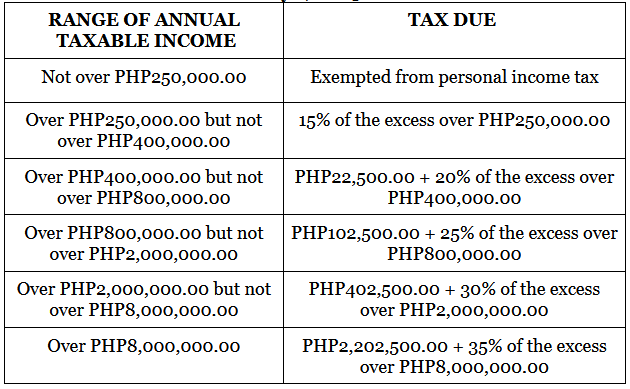 RANGE OF ANNUAL
TAXABLE INCOME
TAX DUE
Not over PHP250,000.00
Exempted from personal income tax
Over PHP250,000.00 but not
over PHP400,000.00
15% of the excess over PHP250,000.00
Over PHP400,000.00 but not
over PHP800,000.00
PHP22,500.00 + 20% of the excess over
PHP400,000.00
Over PHP800,000.00 but not
over PHP2,000,000.00
PHP102,500.00 + 25% of the excess over
PHP800,000.00
Over PHP2,000,000.00 but not
over PHP8,000,000.00
PHP402,500.00 + 30% of the excess
over PHP2,000,000.00
Over PHP8,000,000.00
PHP2,202,500.00 + 35% of the excess
over PHP8,000,000.00